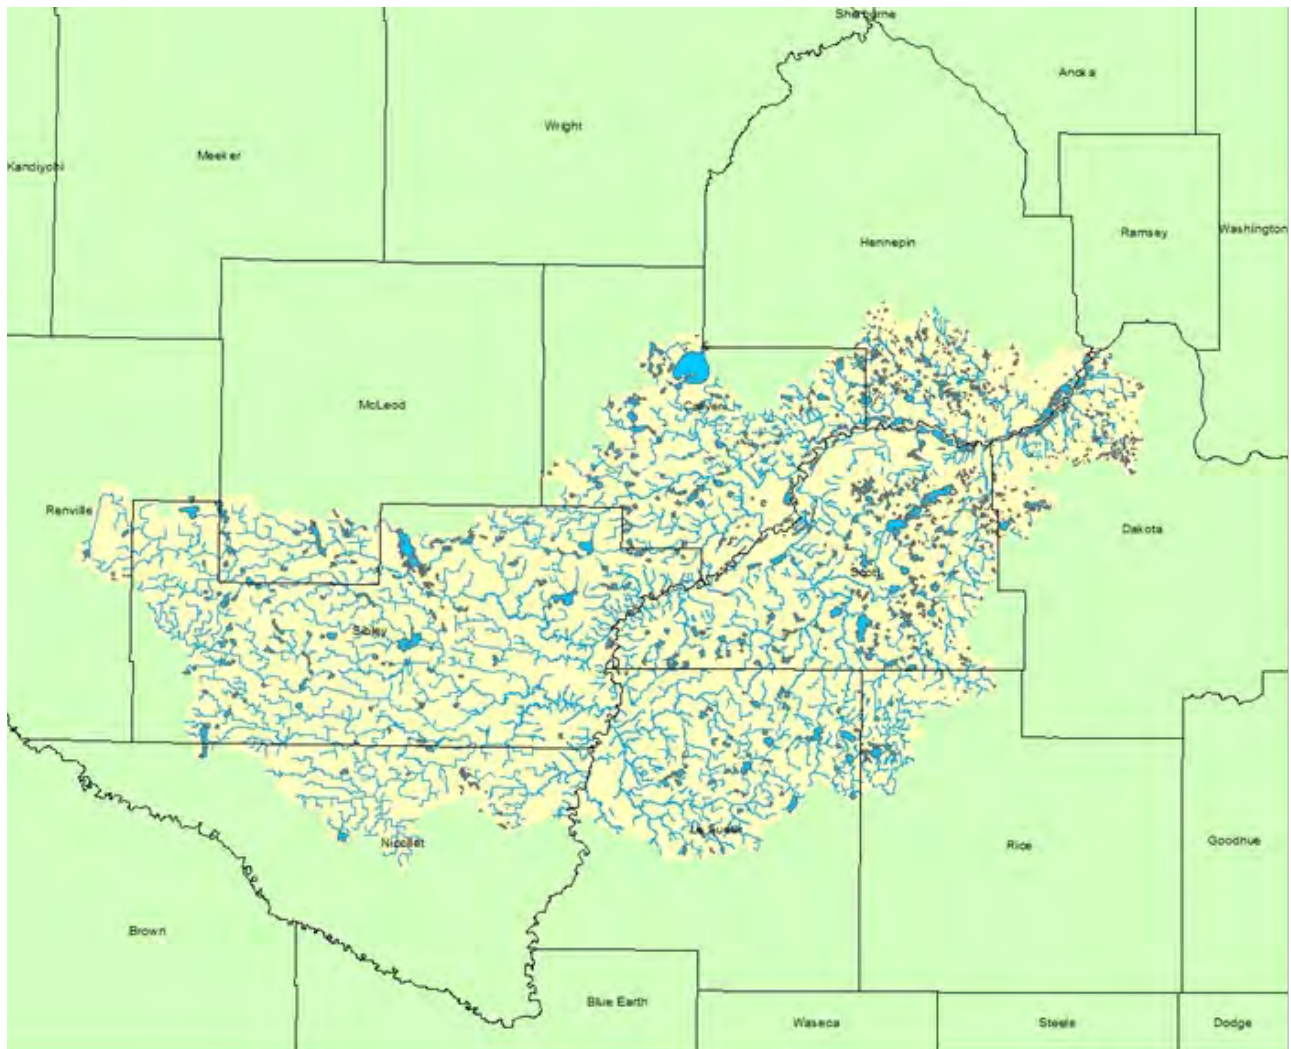 Sherburne
Anoka
Wright
Meeker
Kandiyohi
Ramsey
Washington
Hennepin
McLeod
Carver
Renville
Dakota
Scott
Sibley
Le Sueur
Nicollet
Rice
Goodhue
Brown
Blue Earth
Waseca
Steele
Dodge